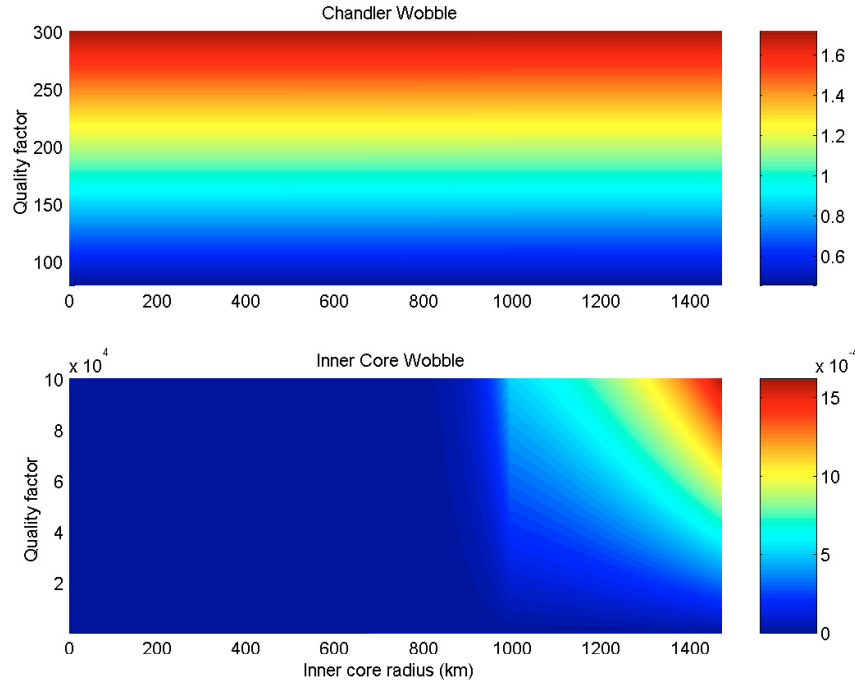 Chandler Wobble
300
250
200
150
100
Quality factor
0 200 400 600 800 1000 1200 1400
1.6
1.4
1.2
1
0.8
0.6
Inner Core Wobble
x 10^4
10
8
6
4
2
Quality factor
0 200 400 600 800 1000 1200 1400
Inner core radius (km)
x 10^-4
15
10
5
0